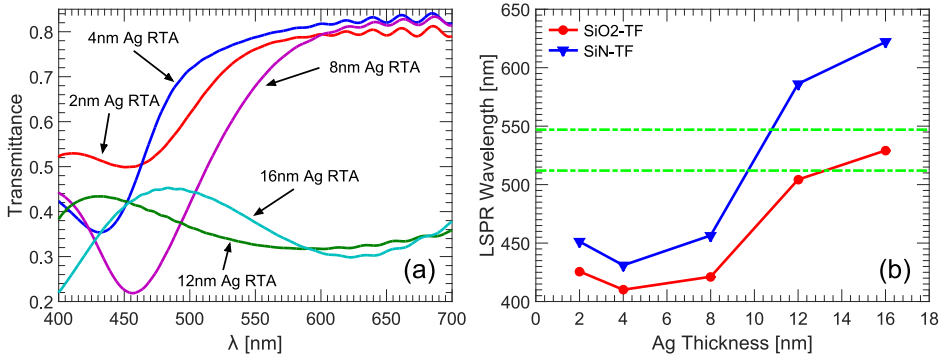 0.8
0.7
0.6
0.5
0.4
0.3
0.2
Transmittance
4nm Ag RTA
2nm Ag RTA
8nm Ag RTA
16nm Ag RTA
12nm Ag RTA
(a)
400 450 500 550 600 650 700
λ [nm]
650
600
550
500
450
400
LSPR Wavelength [nm]
SiO2-TF
SiN-TF
(b)
0 2 4 6 8 10 12 14 16 18
Ag Thickness [nm]